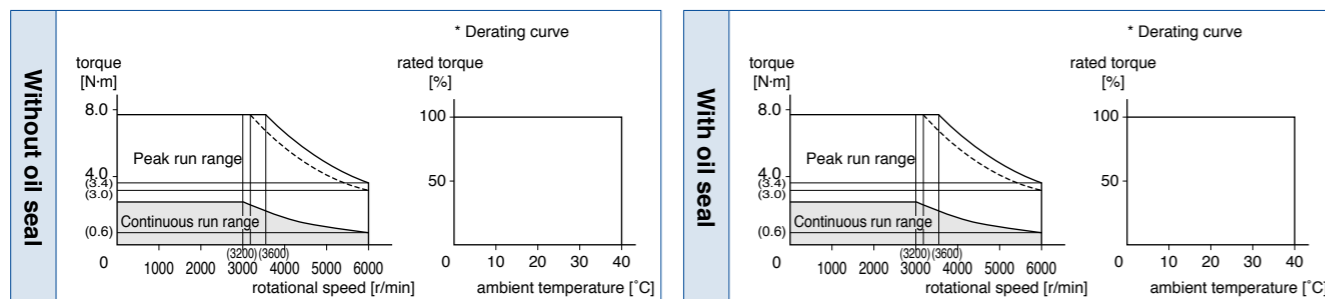 Without oil seal
* Derating curve
torque
[N·m]
rated torque
[%]
8.0
100
Peak run range
4.0
(3.4)
(3.0)
50
Continuous run range
(0.6)
(3200) (3600)
0
1000 2000 3000 4000 5000 6000
0 10 20 30 40
rotational speed [r/min]
ambient temperature [˚C]
With oil seal
* Derating curve
torque
[N·m]
rated torque
[%]
8.0
100
Peak run range
4.0
(3.4)
(3.0)
50
Continuous run range
(0.6)
(3200) (3600)
0
1000 2000 3000 4000 5000 6000
0 10 20 30 40
rotational speed [r/min]
ambient temperature [˚C]